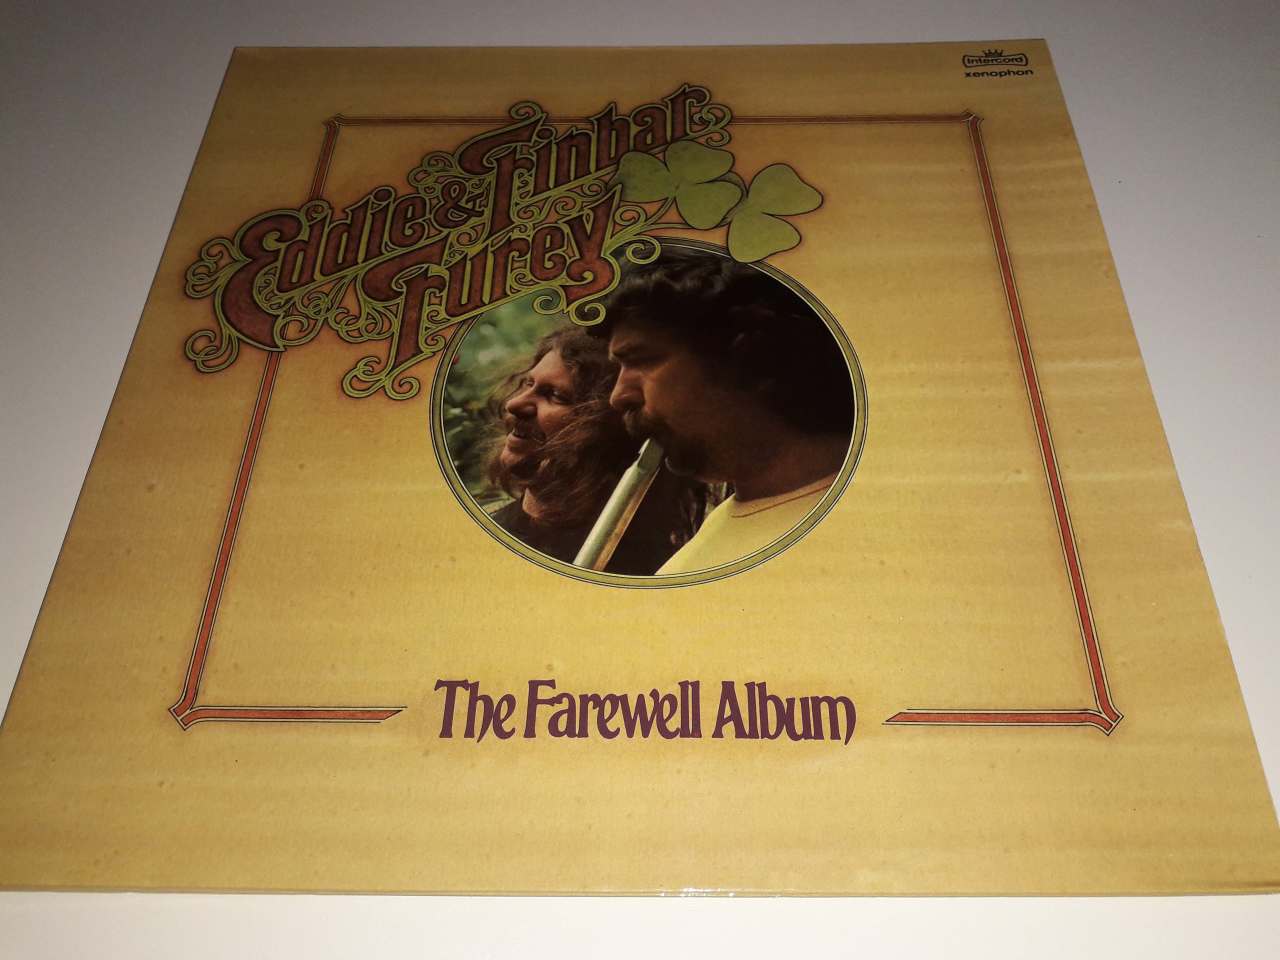 Intercord
xenophon
Eddie & Finbar
Furey
The Farewell Album